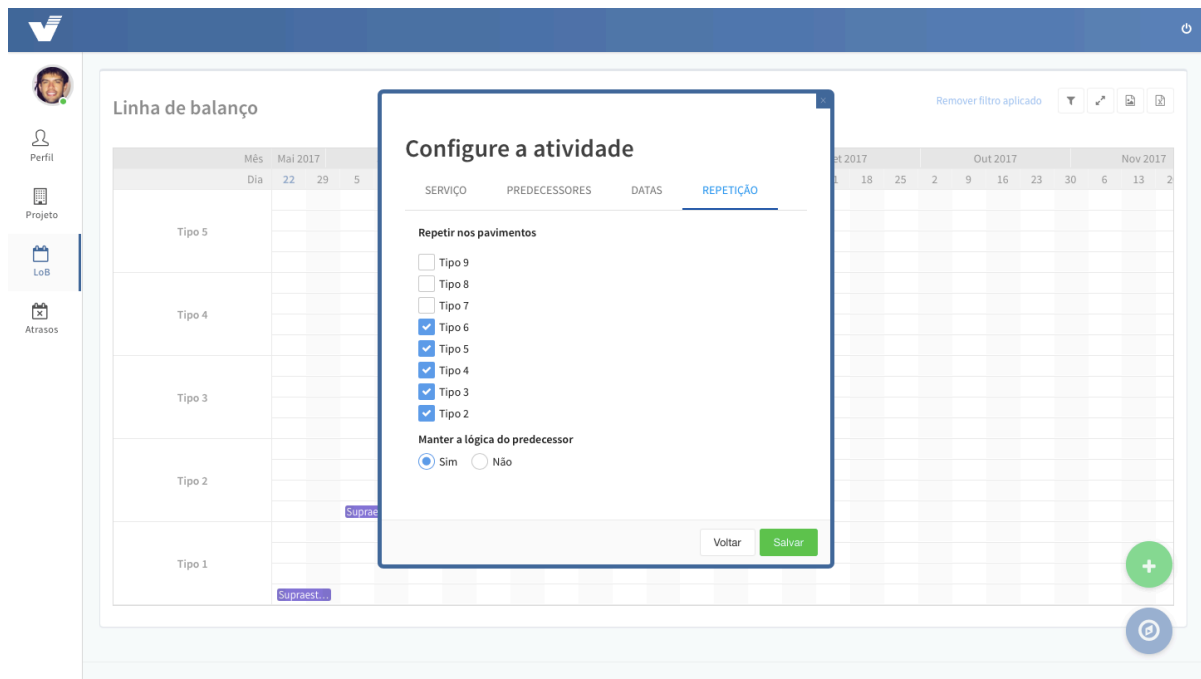 Perfil
Projeto
LoB
Atrasos
Linha de balanço
Remover filtro aplicado
Mês Mai 2017 et 2017 Out 2017 Nov 2017
Dia 22 29 5 18 25 2 9 16 23 30 6 13
Tipo 5
Tipo 4
Tipo 3
Tipo 2
Suprae
Tipo 1
Supraest...
Configure a atividade
SERVIÇO PREDECESSORES DATAS REPETIÇÃO
Repetir nos pavimentos
Tipo 9
Tipo 8
Tipo 7
Tipo 6
Tipo 5
Tipo 4
Tipo 3
Tipo 2
Manter a lógica do predecessor
Sim Não
Voltar Salvar